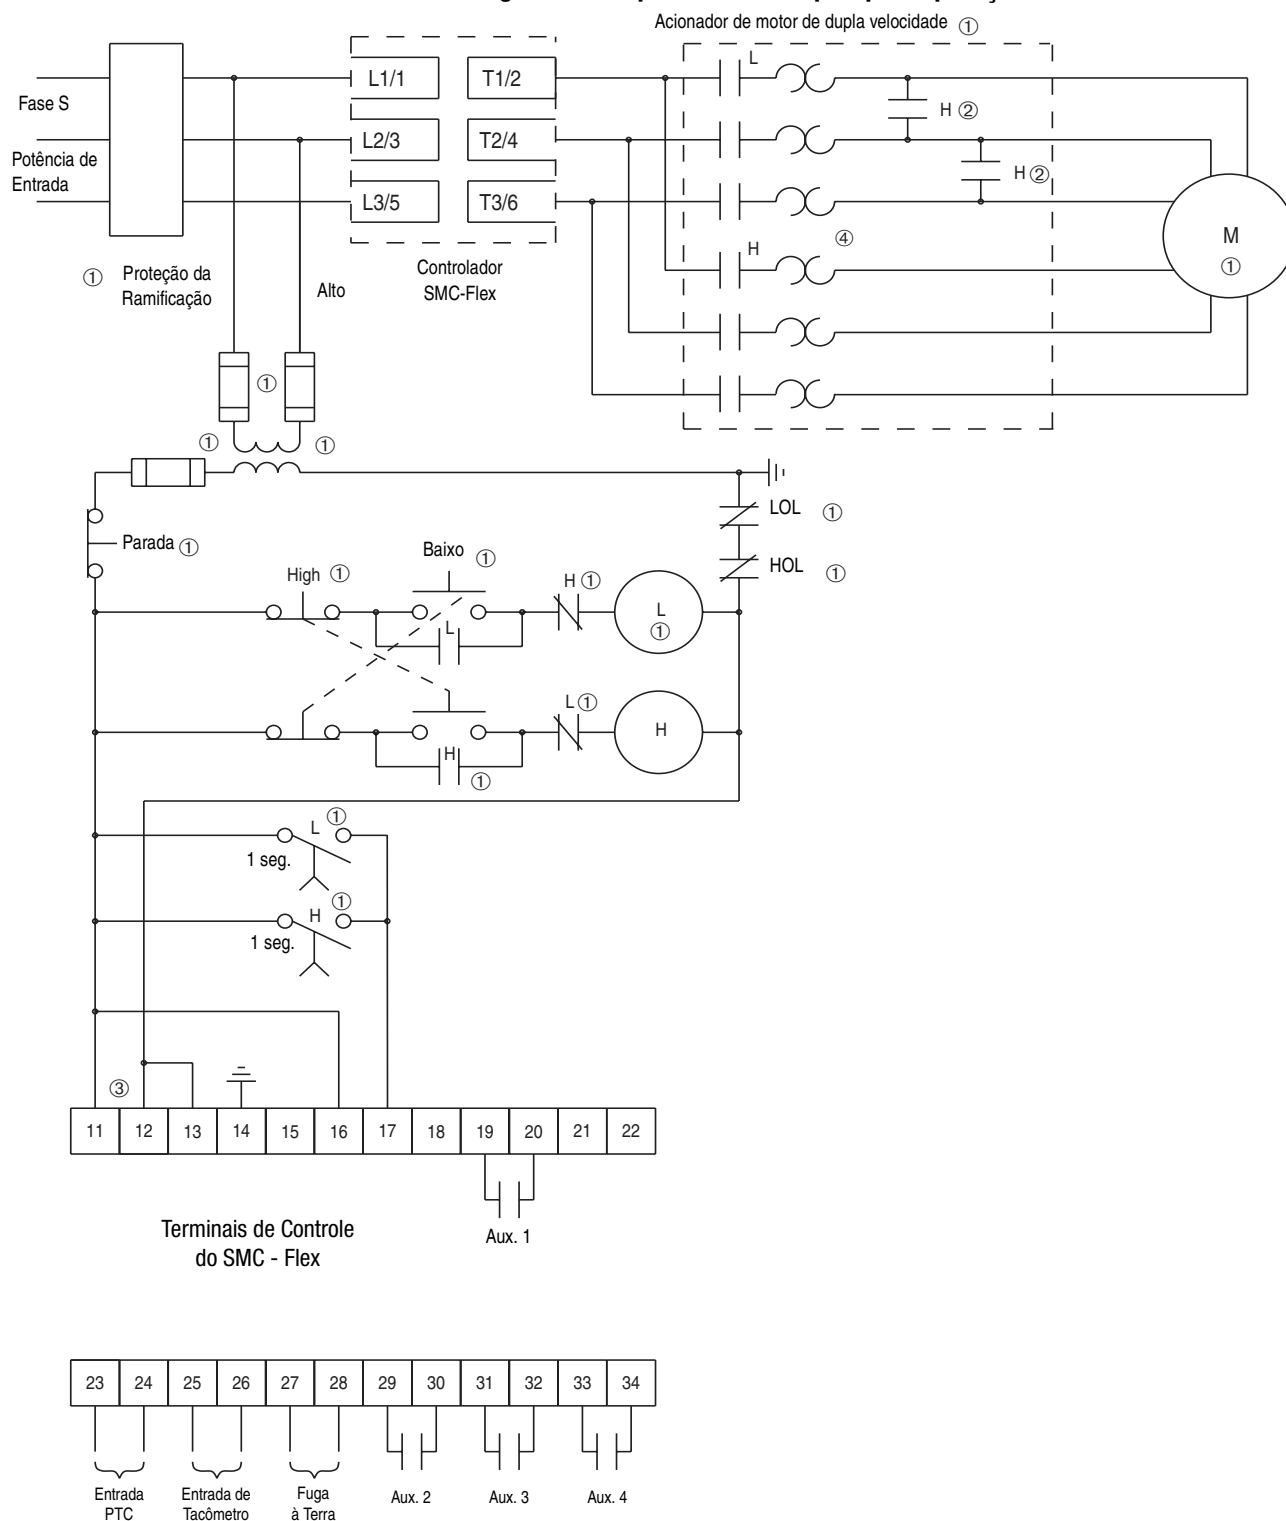 Acionador de motor de dupla velocidade ①
L
L1/1
T1/2
Fase S
H ②
L2/3
T2/4
Potência de
Entrada
H ②
L3/5
T3/6
④
H
M
①
① Proteção da
Ramificação
Alto
Controlador
SMC-Flex
①
①
①
LOL ①
Parada ①
Baixo ①
HOL ①
High ①
H ①
L
①
L
L ①
H
H
①
L ①
1 seg.
H ①
1 seg.
③
11 12 13 14 15 16 17 18 19 20 21 22
Terminais de Controle
do SMC - Flex
Aux. 1
23 24 25 26 27 28 29 30 31 32 33 34
Entrada
PTC
Entrada de
Tacômetro
Fuga
à Terra
Aux. 2
Aux. 3
Aux. 4